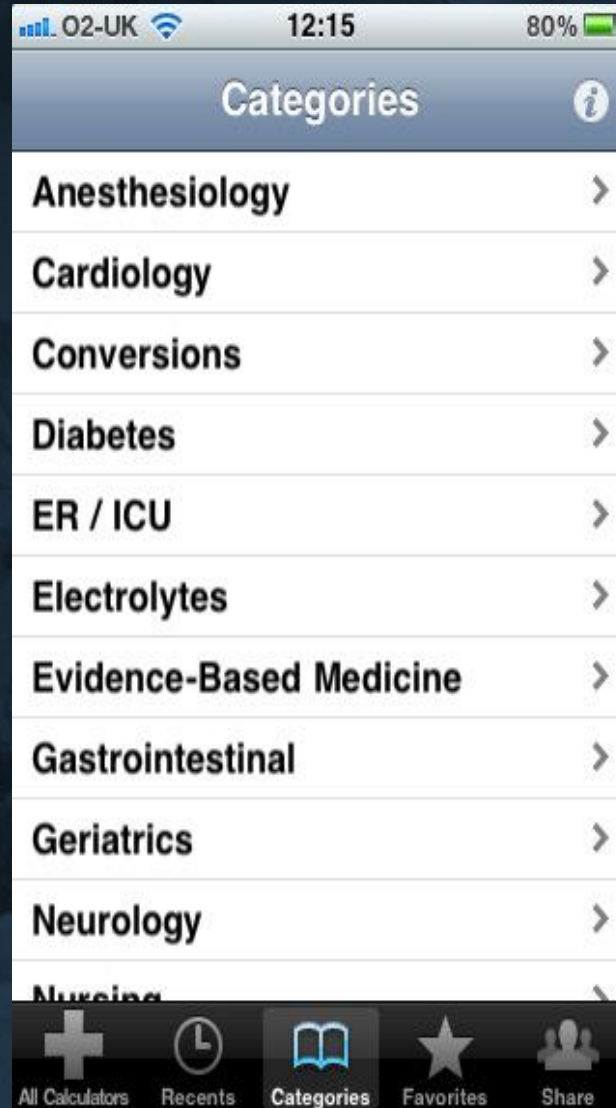 O2-UK 12:15 80%
Categories
Anesthesiology
Cardiology
Conversions
Diabetes
ER / ICU
Electrolytes
Evidence-Based Medicine
Gastrointestinal
Geriatrics
Neurology
Nursing
All Calculators Recents Categories Favorites Share